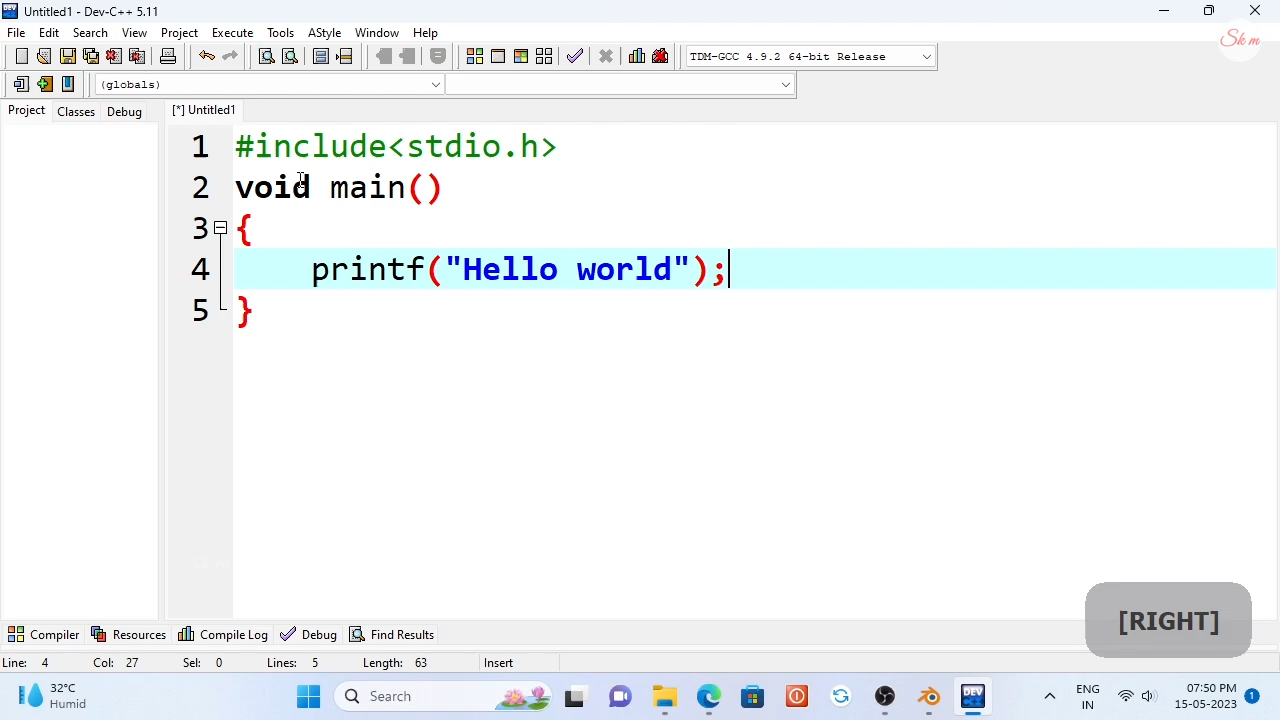 Untitled1 - Dev-C++ 5.11
File Edit Search View Project Execute Tools AStyle Window Help
Skm
TDM-GCC 4.9.2 64-bit Release
(globals)
Project Classes Debug [*] Untitled1
1 #include<stdio.h>
2 void main()
3 {
4 printf("Hello world");
5 }
[RIGHT]
Compiler Resources Compile Log Debug Find Results
Line: 4 Col: 27 Sel: 0 Lines: 5 Length: 63 Insert
32°C
Humid
Search
DEV
ENG
IN
07:50 PM
15-05-2023
1